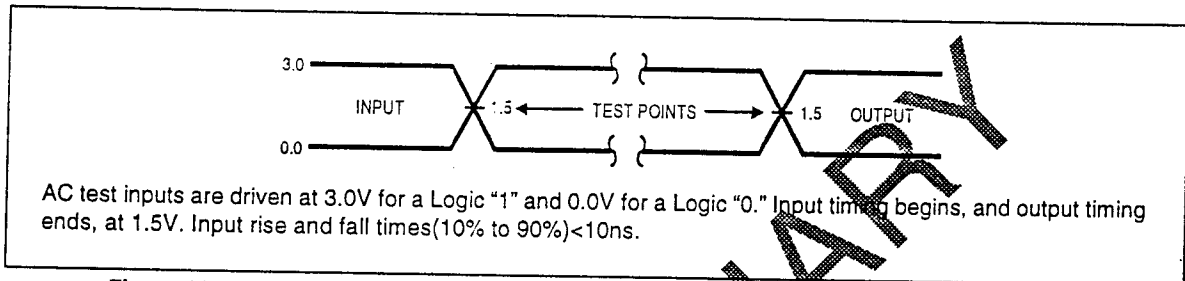 3.0
INPUT
1.5
TEST POINTS
1.5
OUTPUT
0.0
AC test inputs are driven at 3.0V for a Logic “1” and 0.0V for a Logic “0.” Input timing begins, and output timing
ends, at 1.5V. Input rise and fall times(10% to 90%)<10ns.
ARY